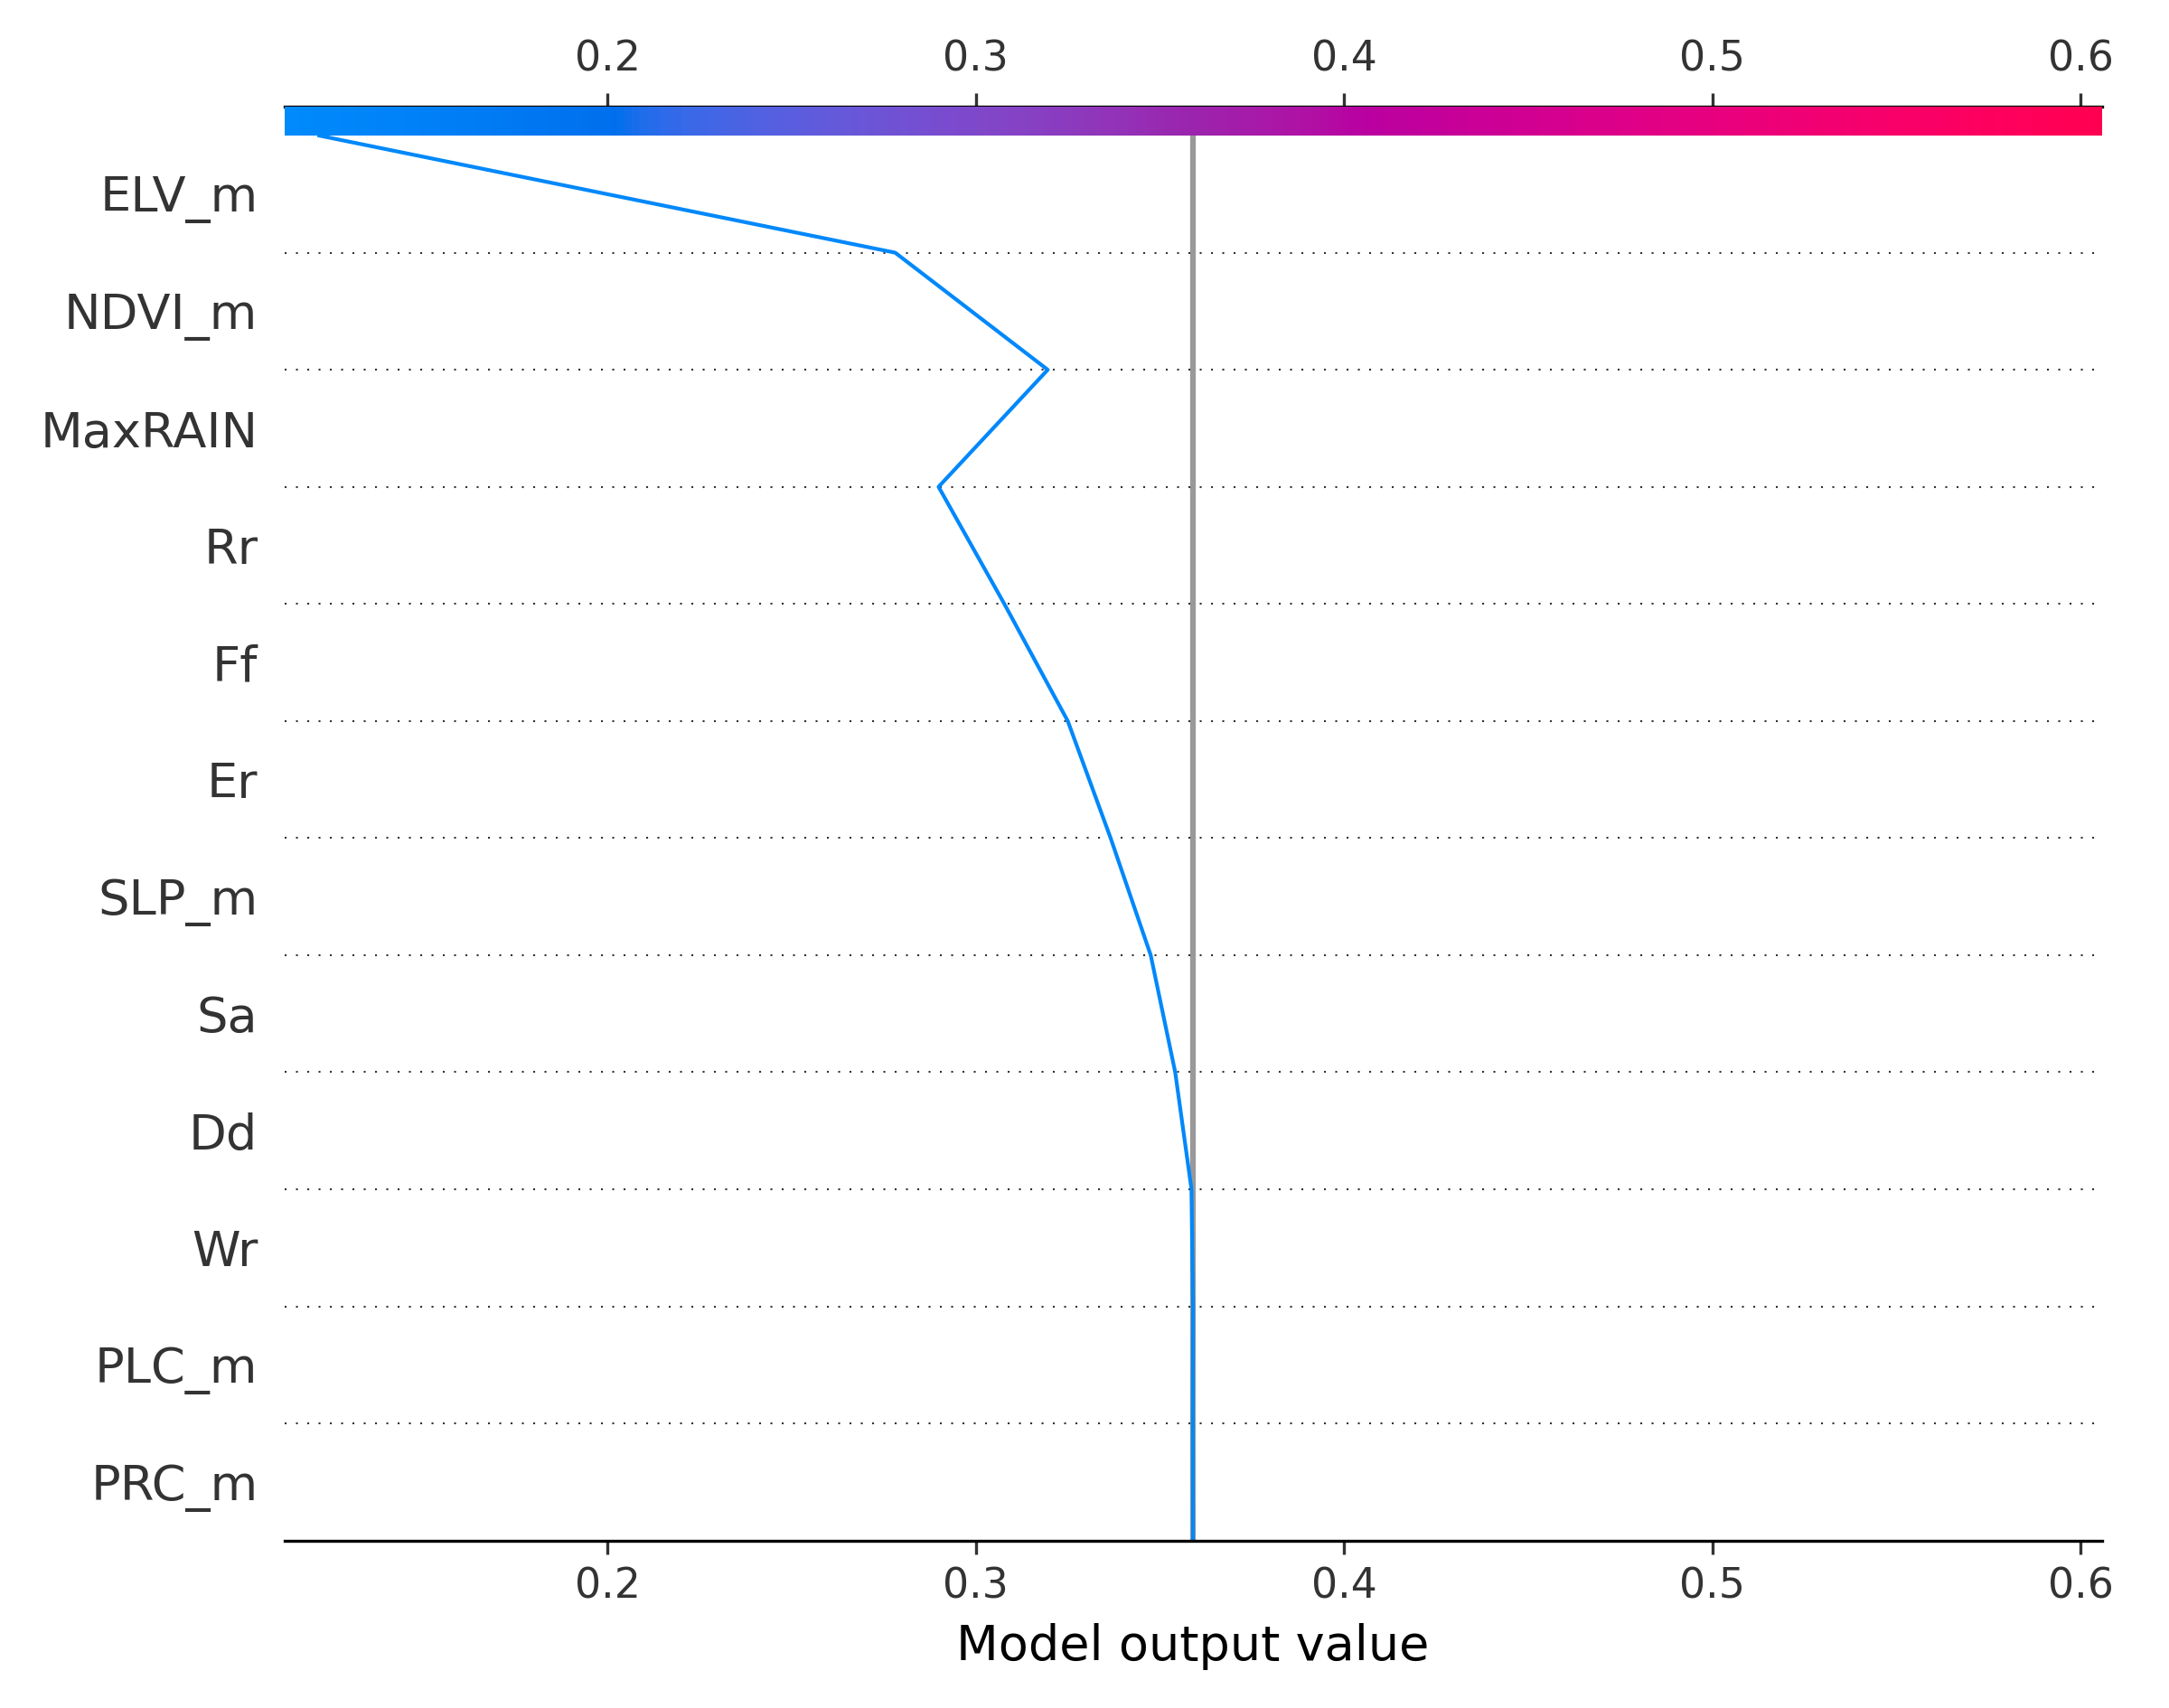 0.2 0.3 0.4 0.5 0.6
ELV_m
NDVI_m
MaxRAIN
Rr
Ff
Er
SLP_m
Sa
Dd
Wr
PLC_m
PRC_m
0.2 0.3 0.4 0.5 0.6
Model output value